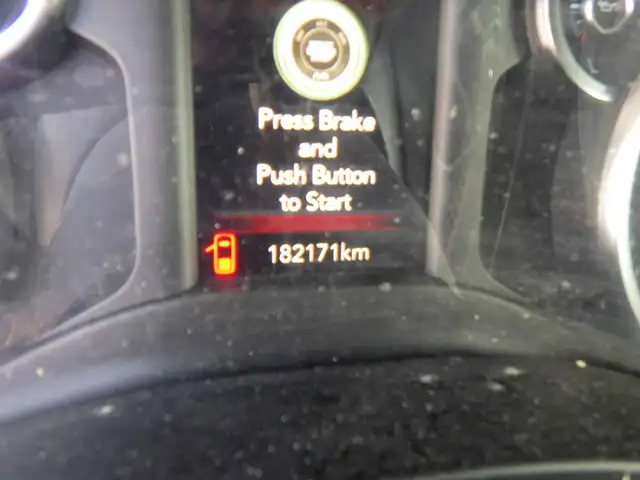 Press Brake
and
Push Button
to Start
182171km